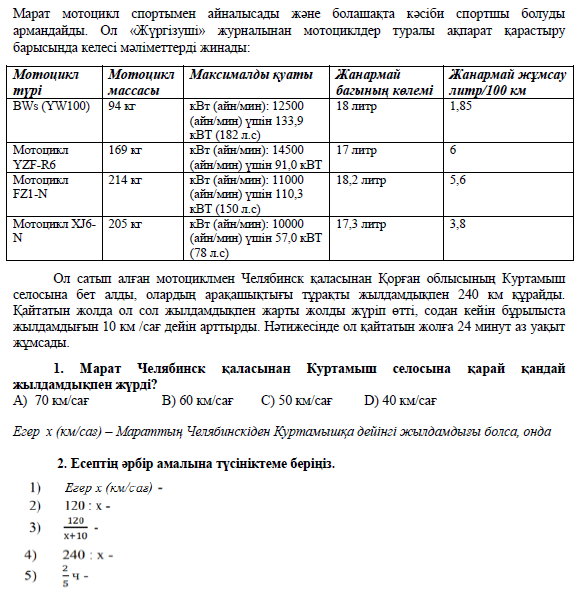 Марат мотоцикл спортымен айналысады және болашақта кәсіби спортшы болуды
армандайды. Ол «Жүргізуші» журналынан мотоциклдер туралы ақпарат қарастыру
барысында келесі мәліметтерді жинады:
Мотоцикл түрі | Мотоцикл массасы | Максималды қуаты | Жанармай бағының көлемі | Жанармай жұмсау литр/100 км
BWs (YW100) | 94 кг | кВт (айн/мин): 12500 (айн/мин) үшін 133,9 кВТ (182 л.с) | 18 литр | 1,85
Мотоцикл YZF-R6 | 169 кг | кВт (айн/мин): 14500 (айн/мин) үшін 91,0 кВТ | 17 литр | 6
Мотоцикл FZ1-N | 214 кг | кВт (айн/мин): 11000 (айн/мин) үшін 110,3 кВТ (150 л.с) | 18,2 литр | 5,6
Мотоцикл XJ6-N | 205 кг | кВт (айн/мин): 10000 (айн/мин) үшін 57,0 кВТ (78 л.с) | 17,3 литр | 3,8
Ол сатып алған мотоциклмен Челябинск қаласынан Қорған облысының Куртамыш
селосына бет алды, олардың арақашықтығы тұрақты жылдамдықпен 240 км құрайды.
Қайтатын жолда ол сол жылдамдықпен жарты жолды жүріп өтті, содан кейін бұрылыста
жылдамдығын 10 км /сағ дейін арттырды. Нәтижесінде ол қайтатын жолға 24 минут аз уақыт
жұмсады.
1. Марат Челябинск қаласынан Куртамыш селосына қарай қандай
жылдамдықпен жүрді?
A) 70 км/сағ B) 60 км/сағ C) 50 км/сағ D) 40 км/сағ
Егер x (км/сағ) – Мараттың Челябинскіден Куртамышқа дейінгі жылдамдығы болса, онда
2. Есептің әрбір амалына түсініктеме беріңіз.
1) Егер x (км/сағ) -
2) 120 : x -
3) 120/(x+10) -
4) 240 : x -
5) 2/5 ч -